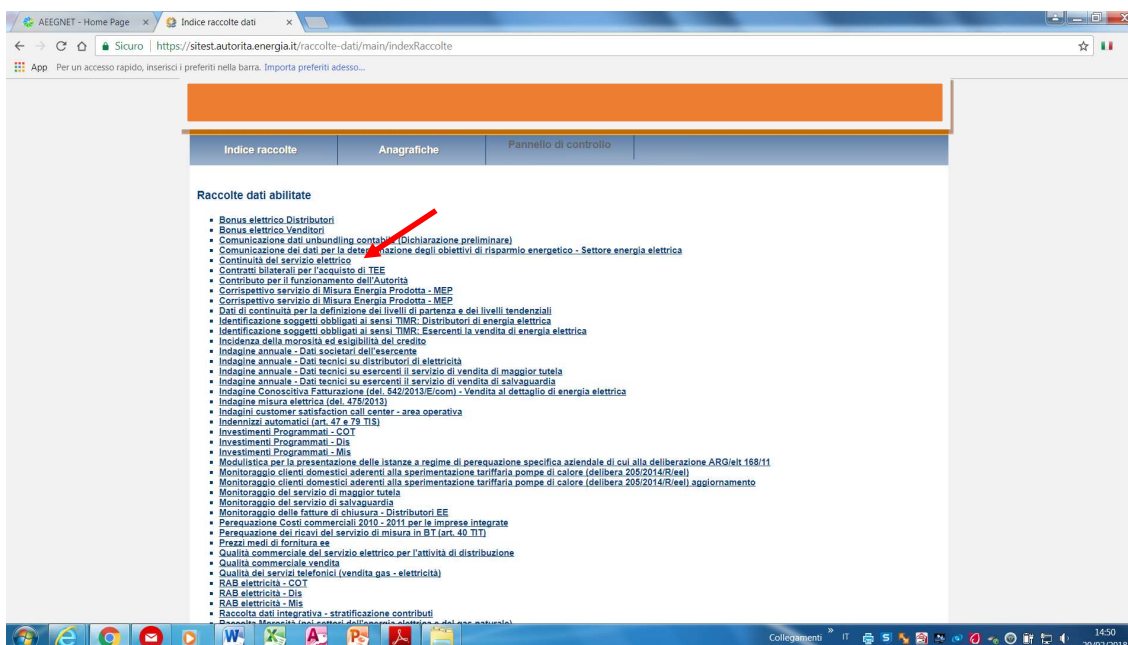 AEEGNET - Home Page
Indice raccolte dati
Sicuro | https://sitest.autorita.energia.it/raccolte-dati/main/indexRaccolte
App Per un accesso rapido, inserisci i preferiti nella barra. Importa preferiti adesso...
Indice raccolte Anagrafiche Pannello di controllo
Raccolte dati abilitate
Bonus elettrico Distributori
Bonus elettrico Venditori
Comunicazione dati unbundling contabile (Dichiarazione preliminare)
Comunicazione dei dati per la determinazione degli obiettivi di risparmio energetico - Settore energia elettrica
Continuità del servizio elettrico
Contratti bilaterali per l'acquisto di TEE
Contributo per il funzionamento dell'Autorità
Corrispettivo servizio di Misura Energia Prodotta - MEP
Corrispettivo servizio di Misura Energia Prodotta - MEP
Dati di continuità per la definizione dei livelli di partenza e dei livelli tendenziali
Identificazione soggetti obbligati ai sensi TIMR: Distributori di energia elettrica
Identificazione soggetti obbligati ai sensi TIMR: Esercenti la vendita di energia elettrica
Incidenza della morosità ed esigibilità del credito
Indagine annuale - Dati societari dell'esercente
Indagine annuale - Dati tecnici su distributori di elettricità
Indagine annuale - Dati tecnici su esercenti il servizio di vendita di maggior tutela
Indagine annuale - Dati tecnici su esercenti il servizio di vendita di salvaguardia
Indagine Conoscitiva Fatturazione (del. 542/2013/E/com) - Vendita al dettaglio di energia elettrica
Indagine misura elettrica (del. 475/2013)
Indagini customer satisfaction call center - area operativa
Indennizzi automatici (art. 47 e 79 TIS)
Investimenti Programmati - COT
Investimenti Programmati - Dis
Investimenti Programmati - Mis
Modulistica per la presentazione delle istanze a regime di perequazione specifica aziendale di cui alla deliberazione ARG/elt 168/11
Monitoraggio clienti domestici aderenti alla sperimentazione tariffaria pompe di calore (delibera 205/2014/R/eel)
Monitoraggio clienti domestici aderenti alla sperimentazione tariffaria pompe di calore (delibera 205/2014/R/eel) aggiornamento
Monitoraggio del servizio di maggior tutela
Monitoraggio del servizio di salvaguardia
Monitoraggio delle fatture di chiusura - Distributori EE
Perequazione Costi commerciali 2010 - 2011 per le imprese integrate
Perequazione dei ricavi del servizio di misura in BT (art. 40 TIT)
Prezzi medi di fornitura ee
Qualità commerciale del servizio elettrico per l'attività di distribuzione
Qualità commerciale vendita
Qualità dei servizi telefonici (vendita gas - elettricità)
RAB elettricità - COT
RAB elettricità - Dis
RAB elettricità - Mis
Raccolta dati integrativa - stratificazione contributi
Raccolta Morosità (nei settori dell'energia elettrica e del gas naturale)
Collegamenti » IT 14:50
20/02/2018